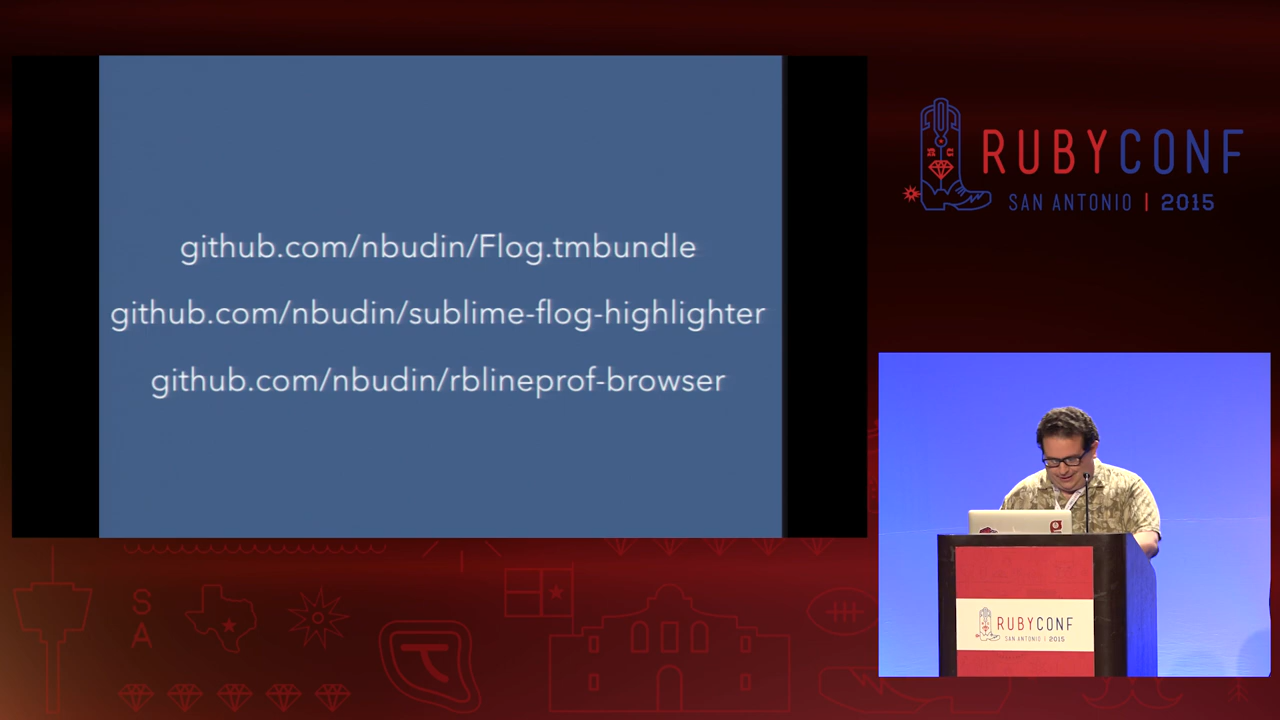 github.com/nbudin/Flog.tmbundle
github.com/nbudin/sublime-flog-highlighter
github.com/nbudin/rblineprof-browser
RUBYCONF
SAN ANTONIO | 2015
S
A
RUBYCONF
SAN ANTONIO | 2015